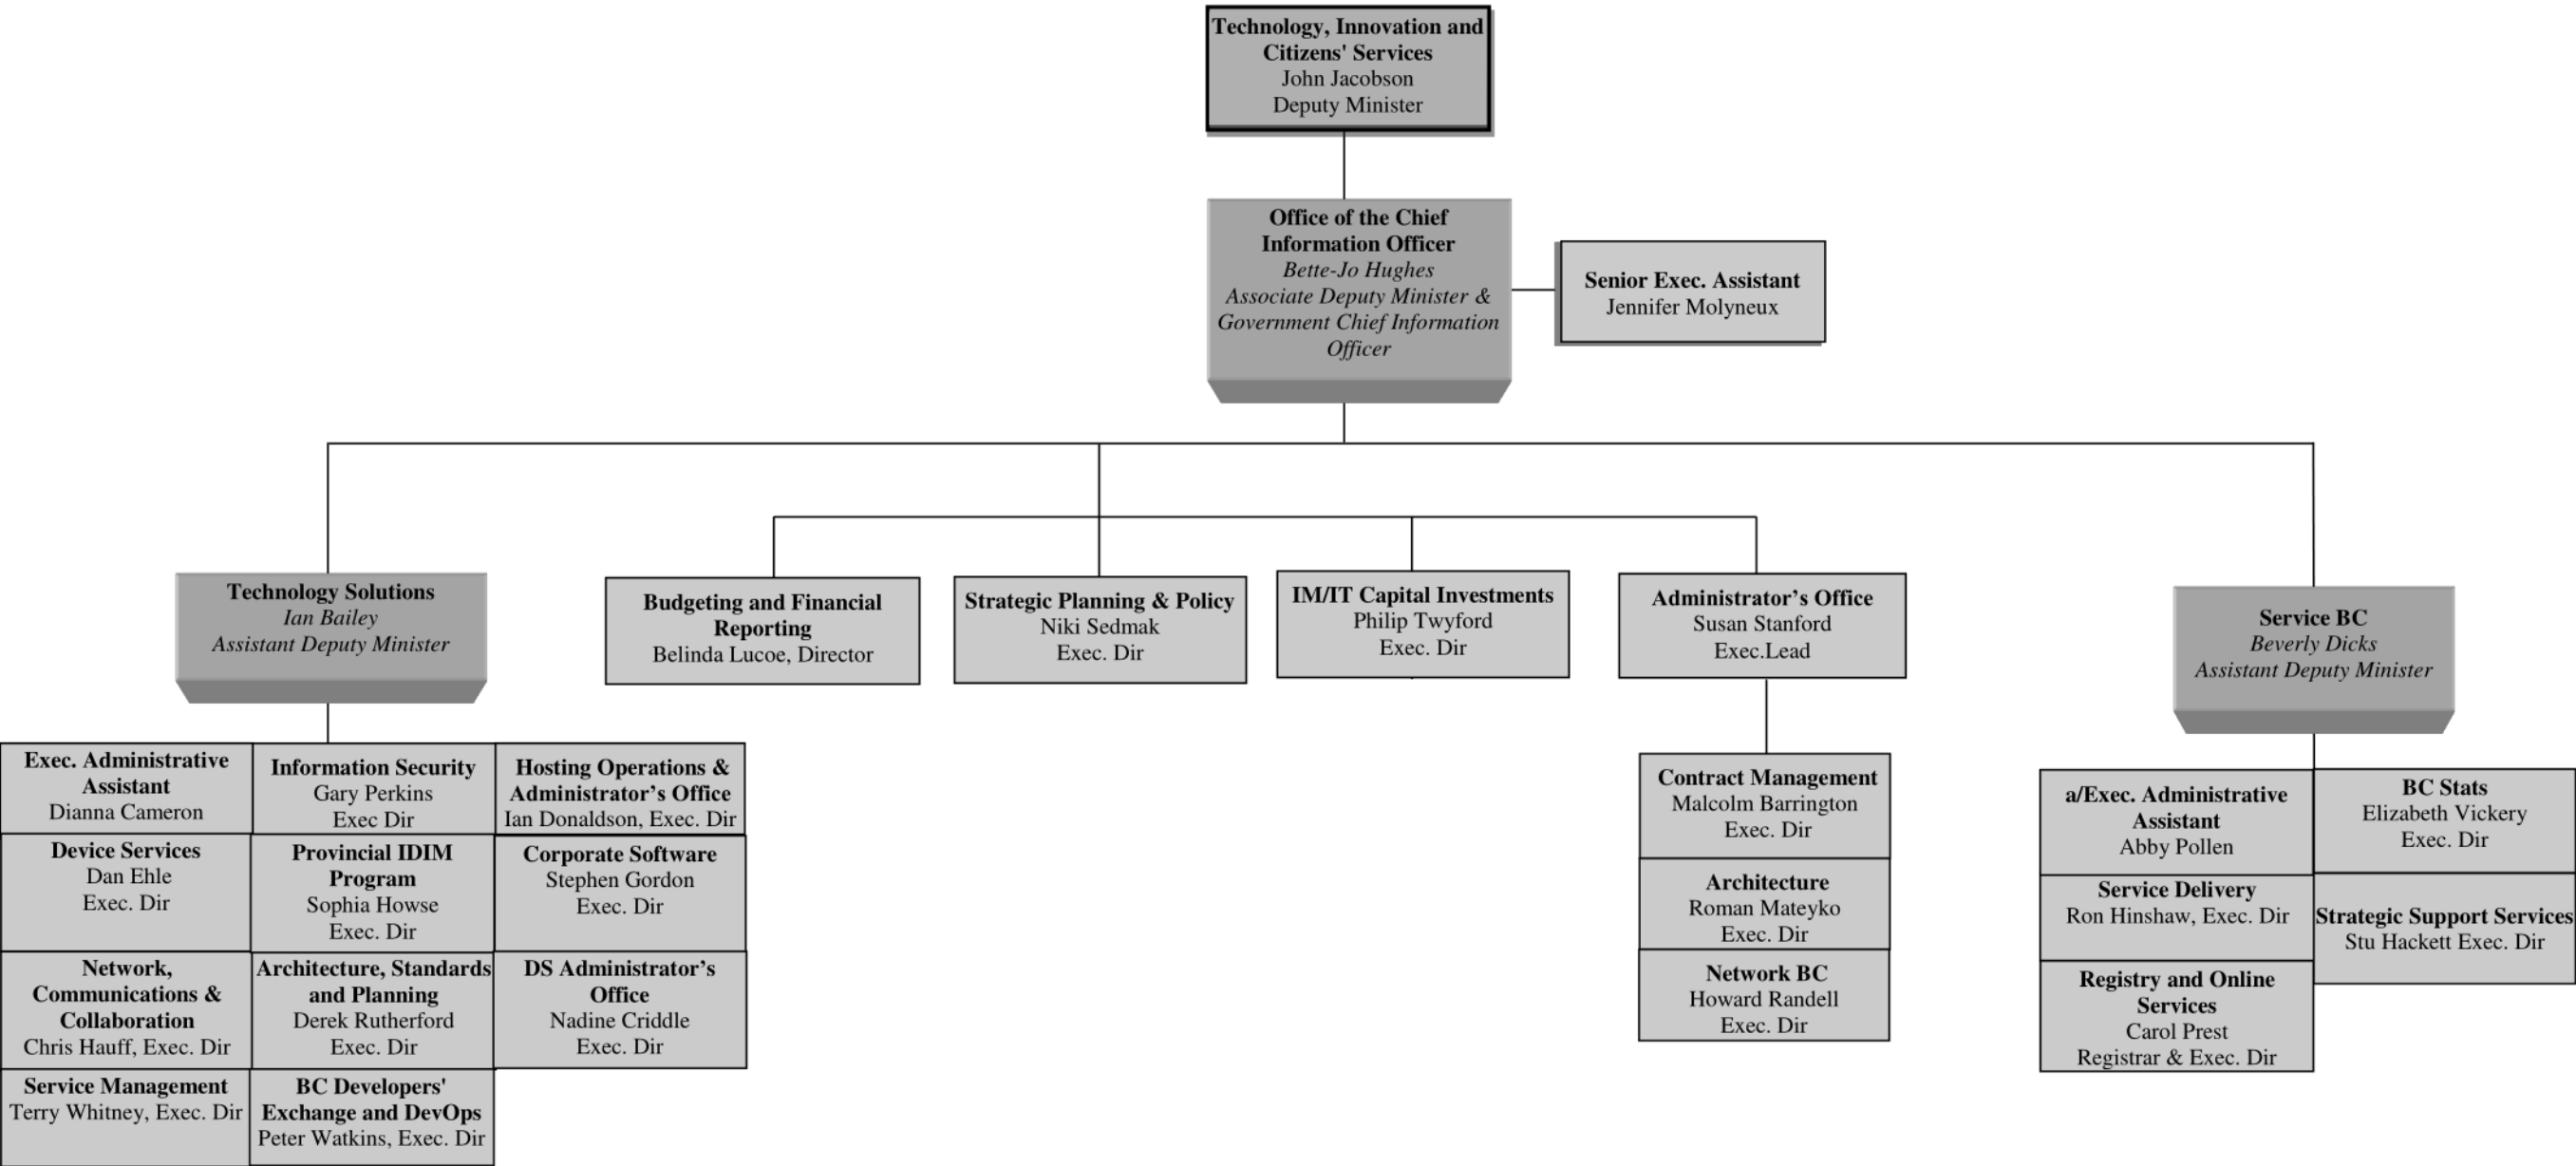 Technology, Innovation and
Citizens' Services
John Jacobson
Deputy Minister
Office of the Chief
Information Officer
Bette-Jo Hughes
Associate Deputy Minister &
Government Chief Information
Officer
Senior Exec. Assistant
Jennifer Molyneux
Technology Solutions
Ian Bailey
Assistant Deputy Minister
Budgeting and Financial
Reporting
Belinda Lucoe, Director
Strategic Planning & Policy
Niki Sedmak
Exec. Dir
IM/IT Capital Investments
Philip Twyford
Exec. Dir
Administrator’s Office
Susan Stanford
Exec.Lead
Service BC
Beverly Dicks
Assistant Deputy Minister
Exec. Administrative
Assistant
Dianna Cameron
Information Security
Gary Perkins
Exec Dir
Hosting Operations &
Administrator’s Office
Ian Donaldson, Exec. Dir
Device Services
Dan Ehle
Exec. Dir
Provincial IDIM
Program
Sophia Howse
Exec. Dir
Corporate Software
Stephen Gordon
Exec. Dir
Network,
Communications &
Collaboration
Chris Hauff, Exec. Dir
Architecture, Standards
and Planning
Derek Rutherford
Exec. Dir
DS Administrator’s
Office
Nadine Criddle
Exec. Dir
Service Management
Terry Whitney, Exec. Dir
BC Developers'
Exchange and DevOps
Peter Watkins, Exec. Dir
Contract Management
Malcolm Barrington
Exec. Dir
Architecture
Roman Mateyko
Exec. Dir
Network BC
Howard Randell
Exec. Dir
a/Exec. Administrative
Assistant
Abby Pollen
BC Stats
Elizabeth Vickery
Exec. Dir
Service Delivery
Ron Hinshaw, Exec. Dir
Strategic Support Services
Stu Hackett Exec. Dir
Registry and Online
Services
Carol Prest
Registrar & Exec. Dir